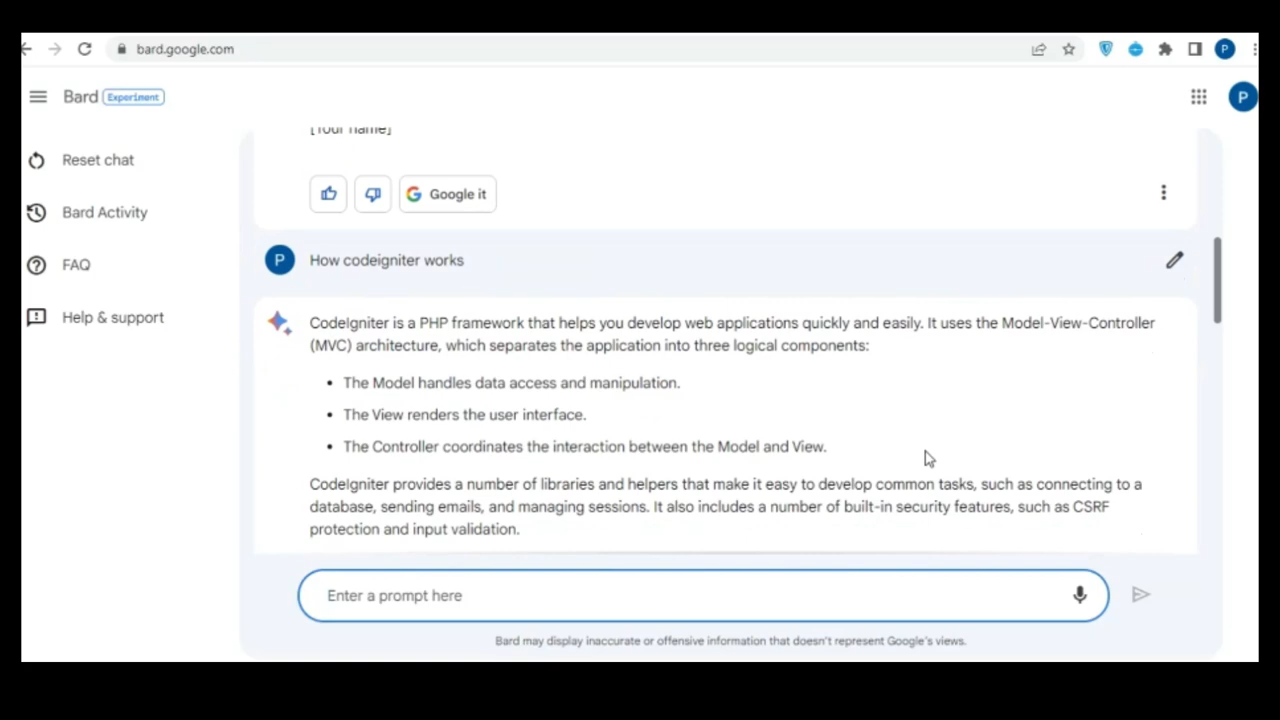 bard.google.com
P
Bard Experiment
P
Reset chat
Bard Activity
FAQ
Help & support
[Your name]
Google it
P How codeigniter works
CodeIgniter is a PHP framework that helps you develop web applications quickly and easily. It uses the Model-View-Controller
(MVC) architecture, which separates the application into three logical components:
• The Model handles data access and manipulation.
• The View renders the user interface.
• The Controller coordinates the interaction between the Model and View.
CodeIgniter provides a number of libraries and helpers that make it easy to develop common tasks, such as connecting to a
database, sending emails, and managing sessions. It also includes a number of built-in security features, such as CSRF
protection and input validation.
Enter a prompt here
Bard may display inaccurate or offensive information that doesn't represent Google's views.